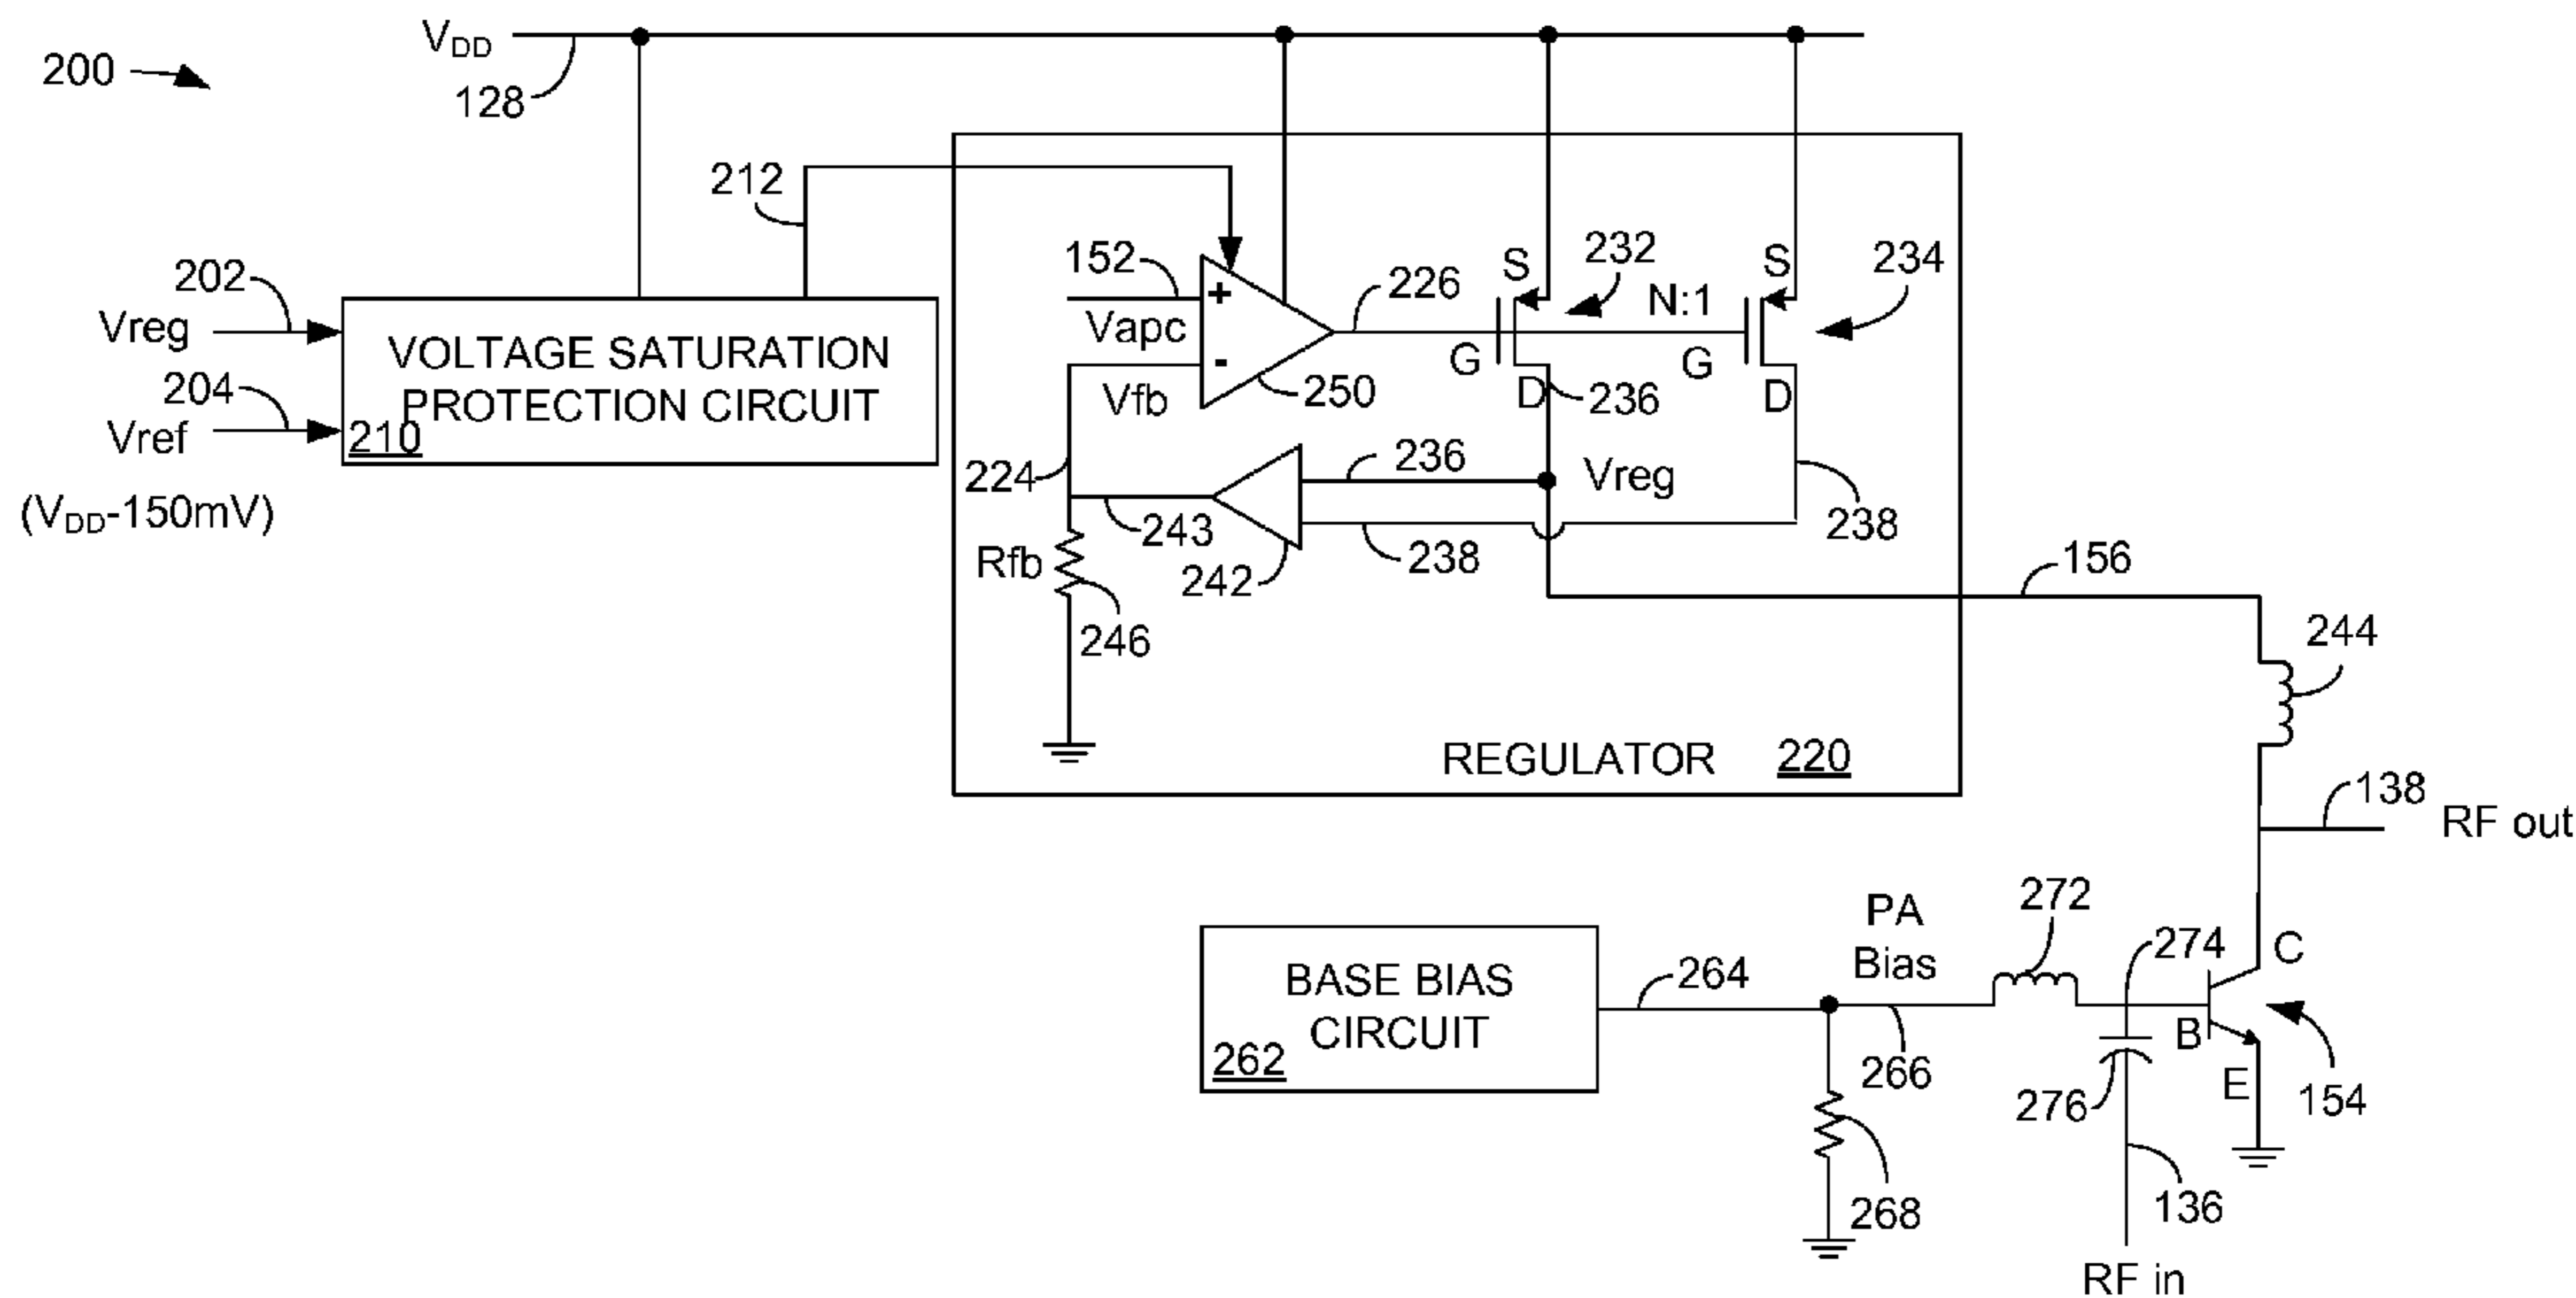 V_DD
200
128
212
202
Vreg
204
Vref
(V_DD-150mV)
VOLTAGE SATURATION
PROTECTION CIRCUIT
210
152
+
Vapc
-
Vfb
250
226
S
232
N:1
S
234
G
D
236
G
D
224
243
236
Vreg
238
238
242
Rfb
246
REGULATOR 220
156
244
138
RF out
BASE BIAS
CIRCUIT
262
264
PA
Bias
266
268
272
274
276
B
C
E
154
136
RF in